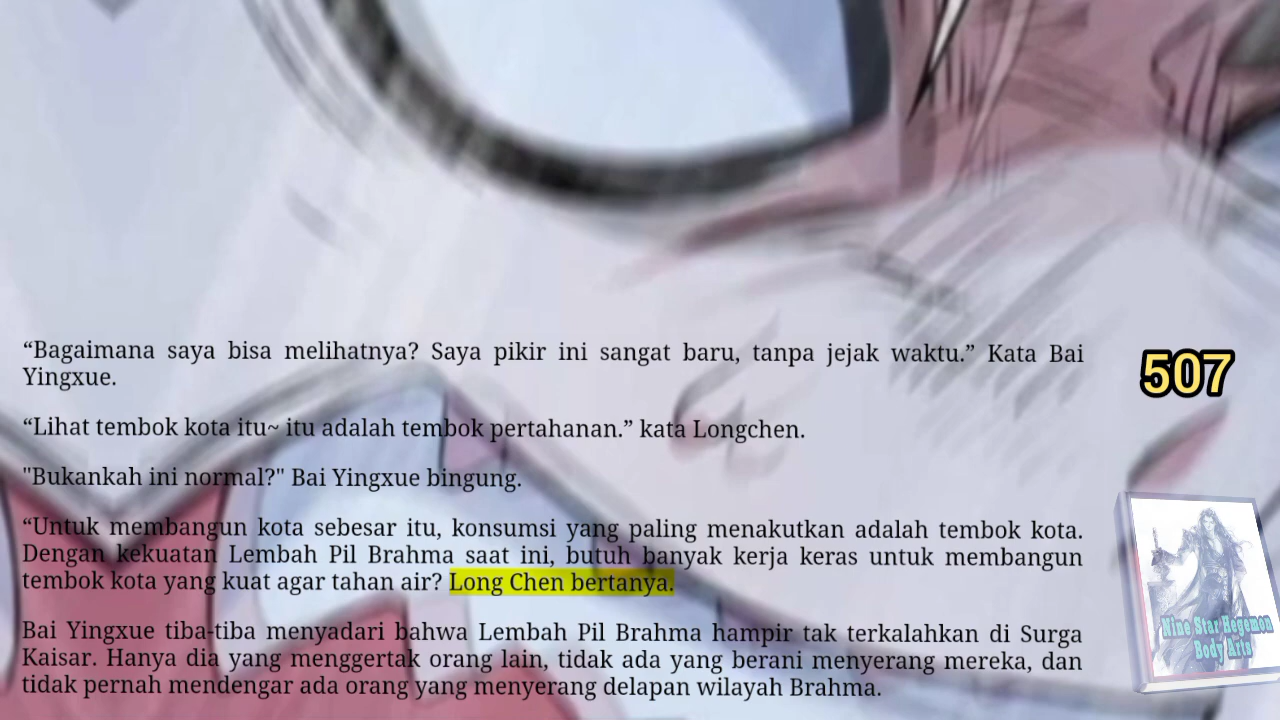 “Bagaimana saya bisa melihatnya? Saya pikir ini sangat baru, tanpa jejak waktu.” Kata Bai
Yingxue.
“Lihat tembok kota itu~ itu adalah tembok pertahanan.” kata Longchen.
"Bukankah ini normal?" Bai Yingxue bingung.
“Untuk membangun kota sebesar itu, konsumsi yang paling menakutkan adalah tembok kota.
Dengan kekuatan Lembah Pil Brahma saat ini, butuh banyak kerja keras untuk membangun
tembok kota yang kuat agar tahan air? Long Chen bertanya.
Bai Yingxue tiba-tiba menyadari bahwa Lembah Pil Brahma hampir tak terkalahkan di Surga
Kaisar. Hanya dia yang menggertak orang lain, tidak ada yang berani menyerang mereka, dan
tidak pernah mendengar ada orang yang menyerang delapan wilayah Brahma.
507
Nine Star Hegemon
Body Arts